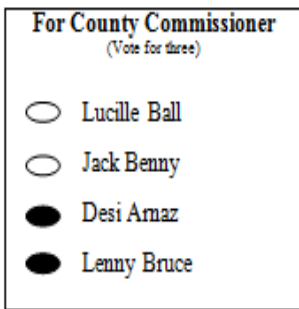 For County Commissioner
(Vote for three)
Lucille Ball
Jack Benny
Desi Arnaz
Lenny Bruce